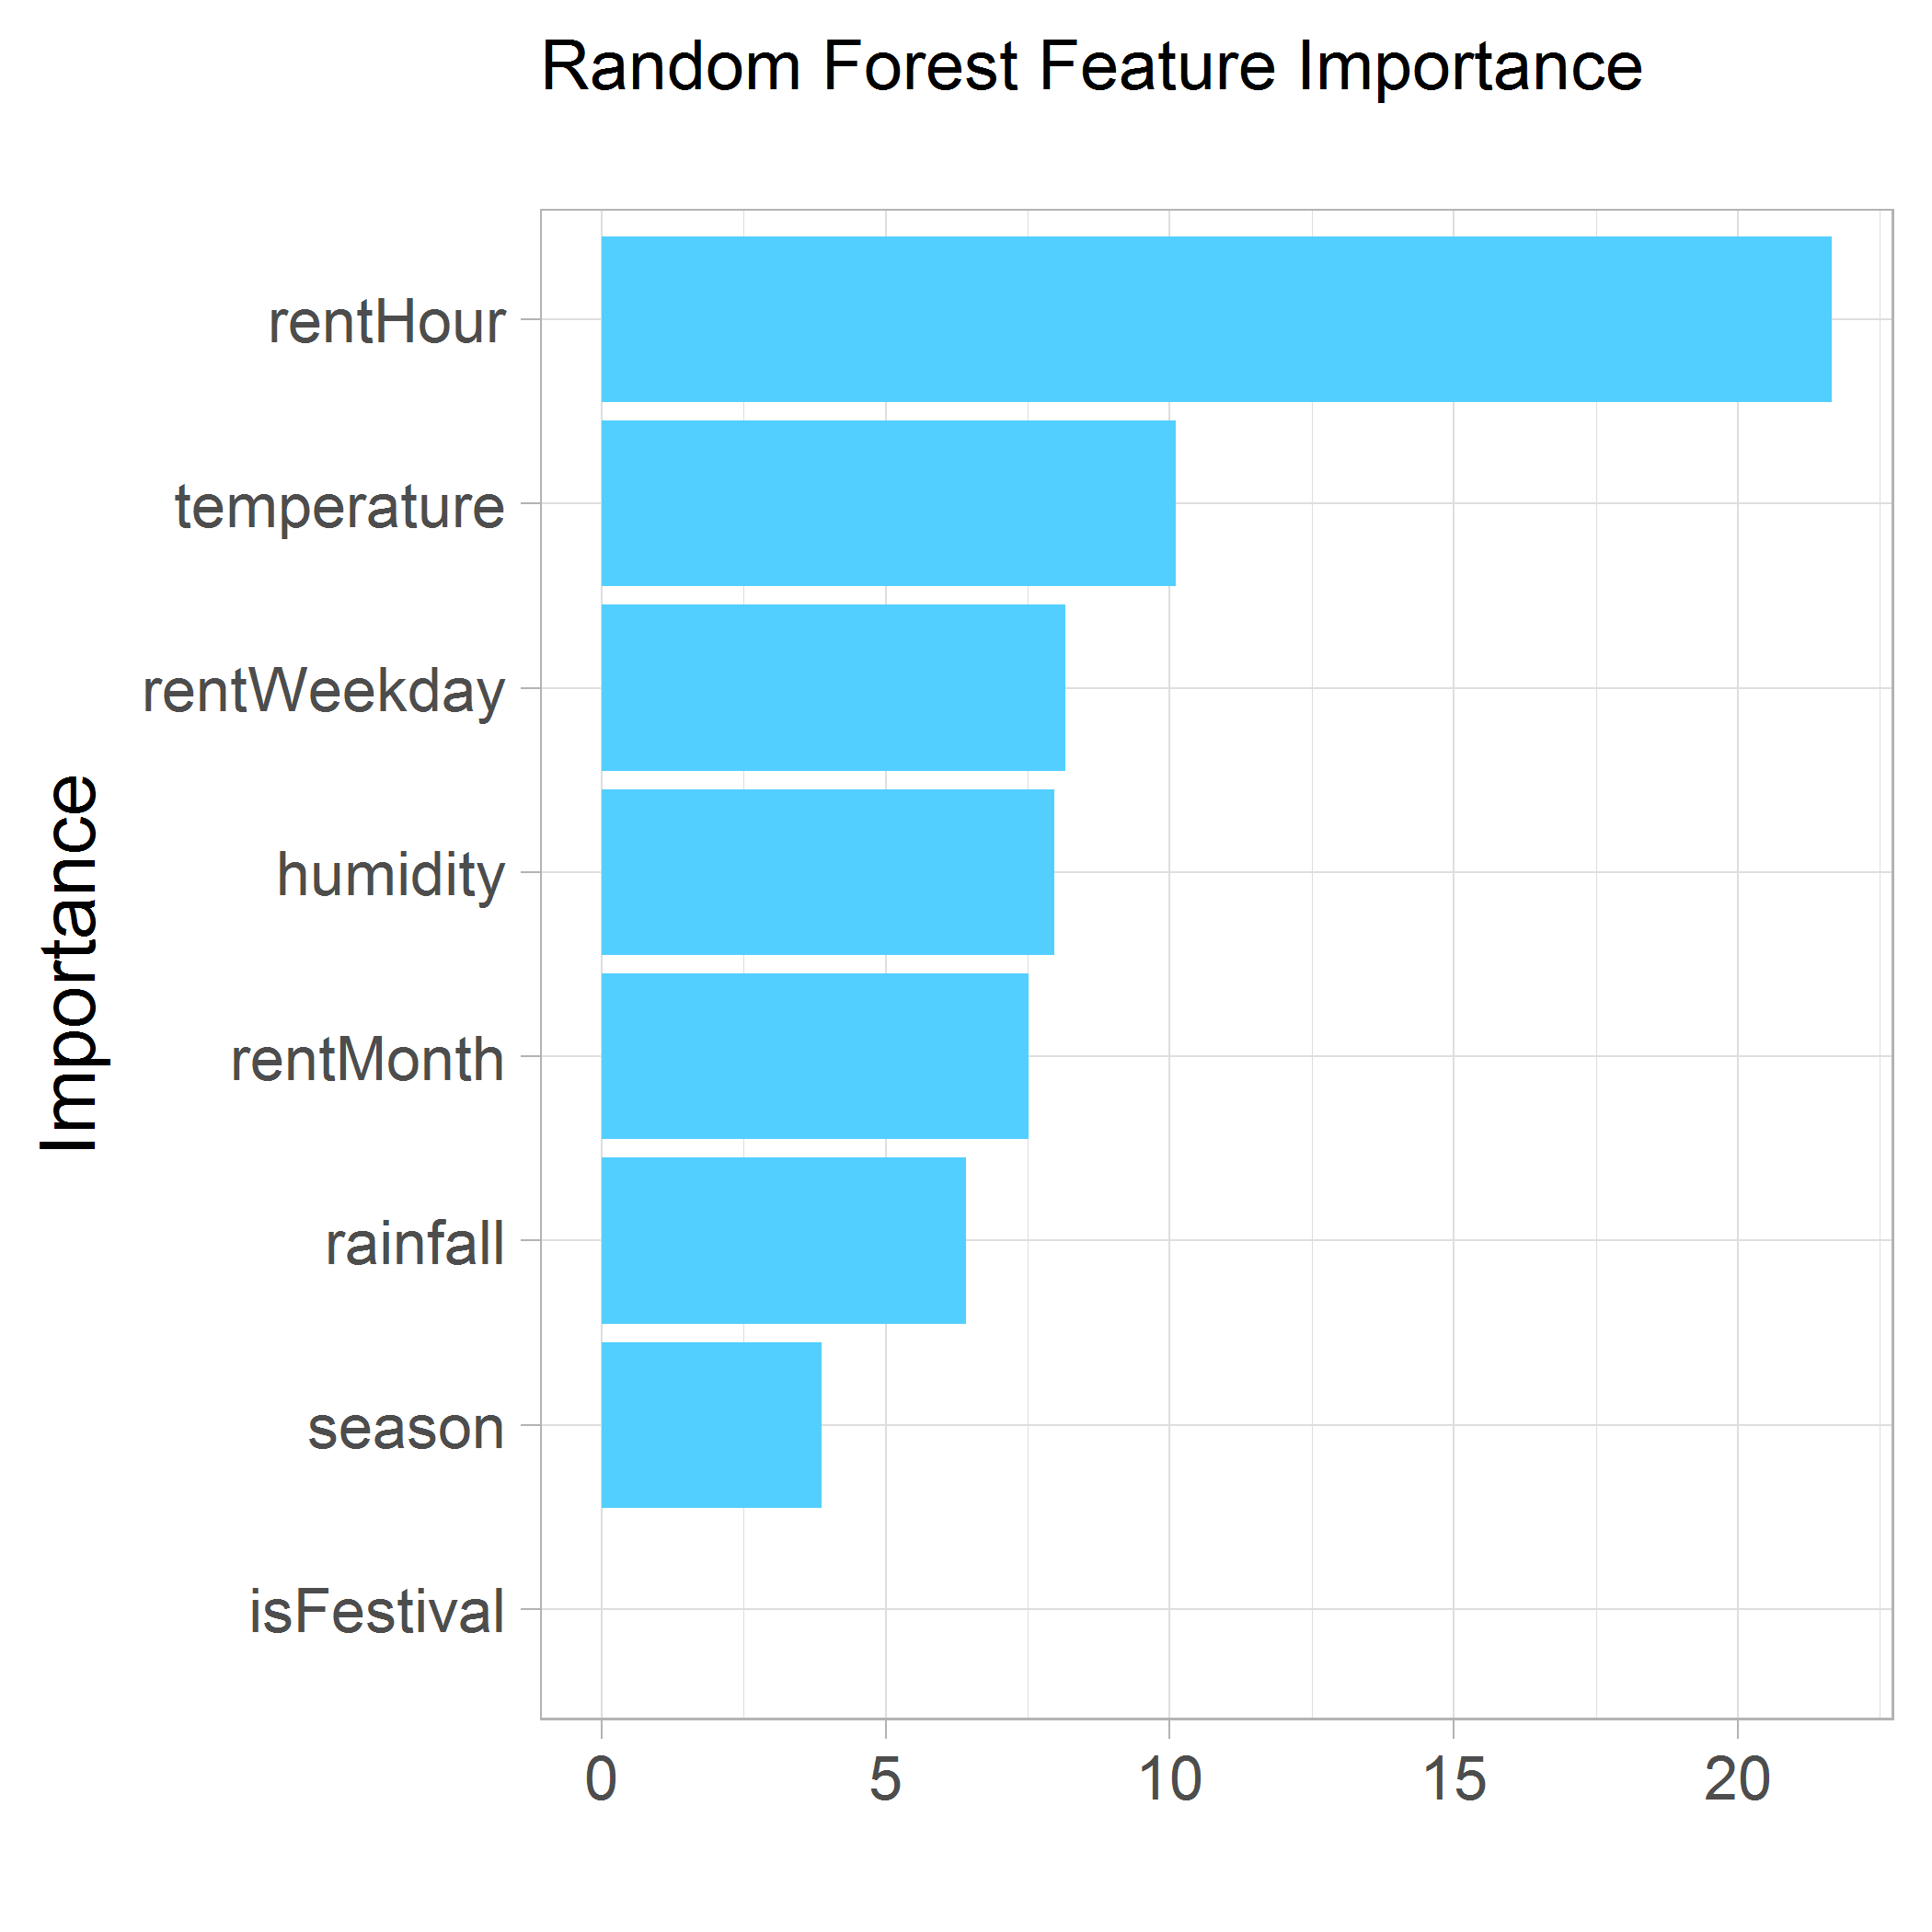 Random Forest Feature Importance
rentHour
temperature
rentWeekday
humidity
rentMonth
rainfall
season
isFestival
Importance
0 5 10 15 20